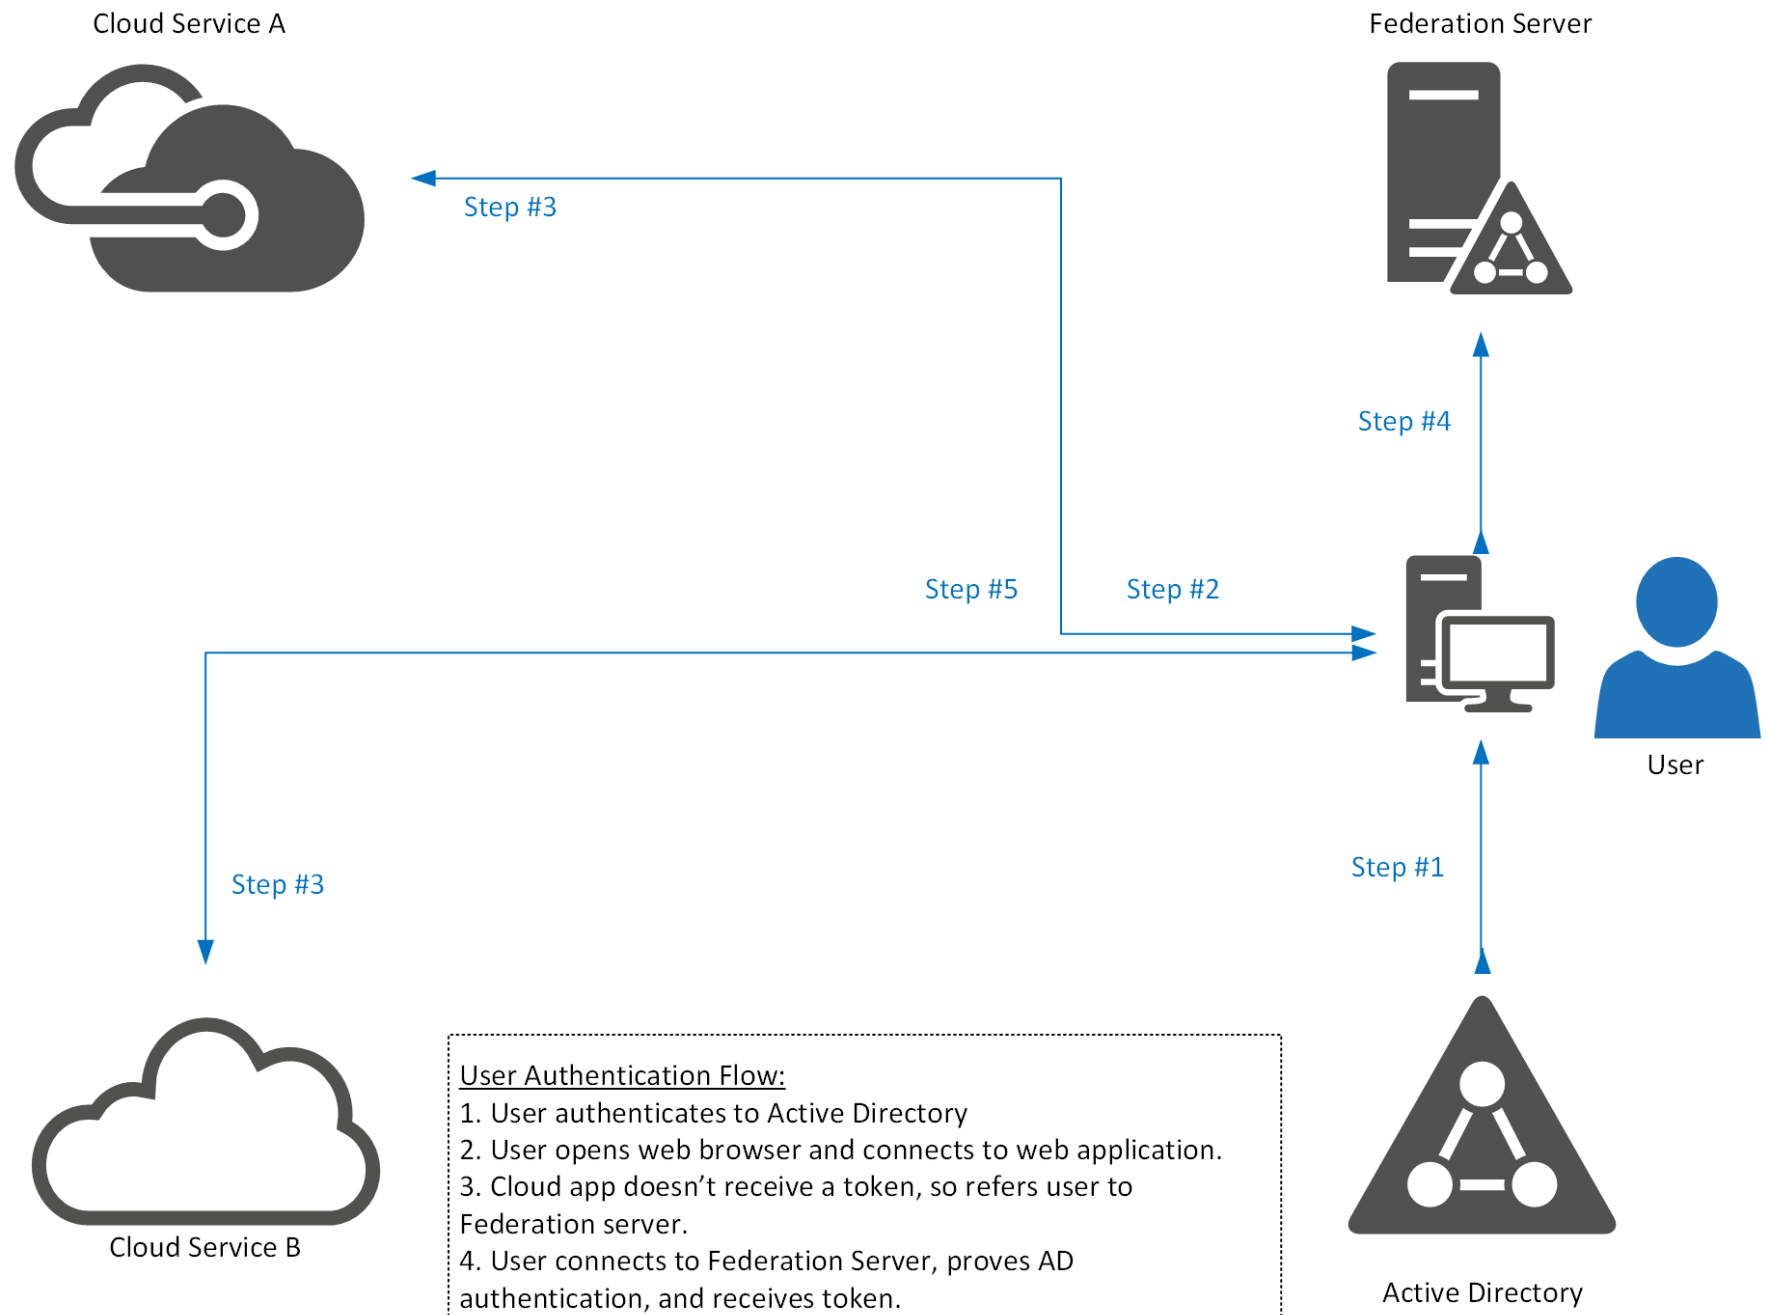 Cloud Service A
Federation Server
Step #3
Step #4
Step #5
Step #2
User
Step #1
Step #3
User Authentication Flow:
1. User authenticates to Active Directory
2. User opens web browser and connects to web application.
3. Cloud app doesn’t receive a token, so refers user to
Federation server.
4. User connects to Federation Server, proves AD
authentication, and receives token.
Cloud Service B
Active Directory